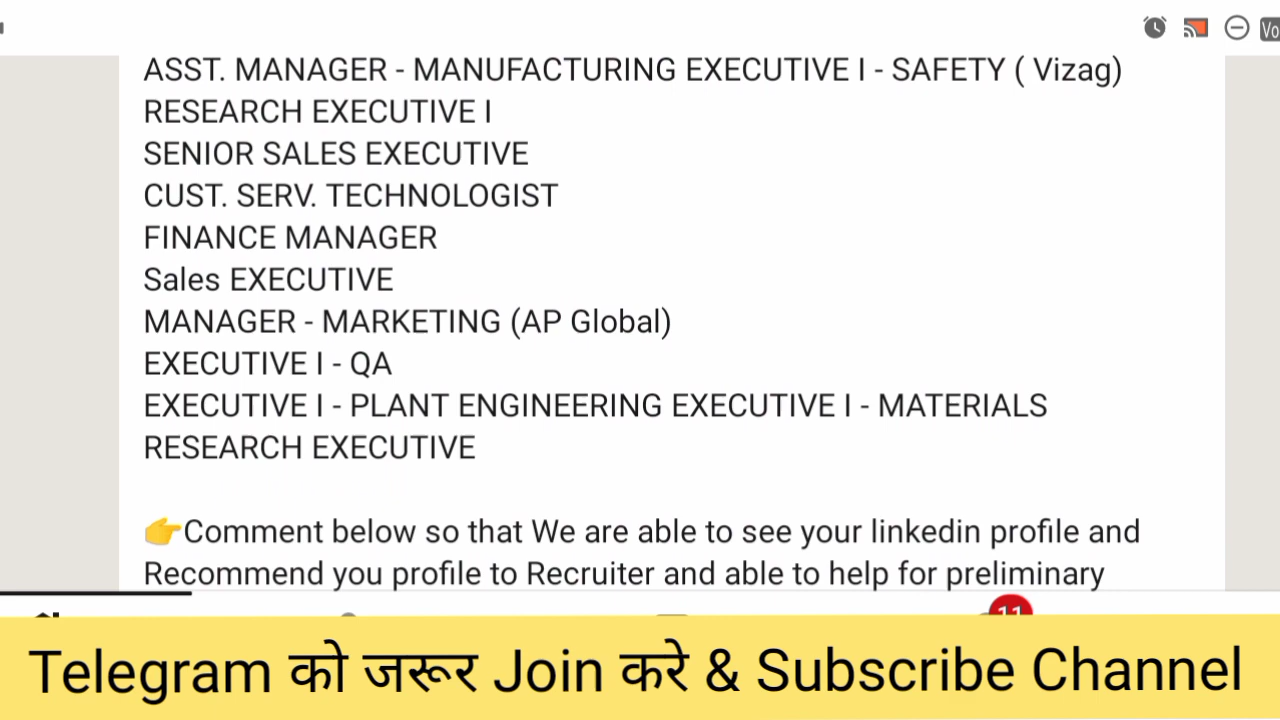 Vo
ASST. MANAGER - MANUFACTURING EXECUTIVE I - SAFETY ( Vizag)
RESEARCH EXECUTIVE I
SENIOR SALES EXECUTIVE
CUST. SERV. TECHNOLOGIST
FINANCE MANAGER
Sales EXECUTIVE
MANAGER - MARKETING (AP Global)
EXECUTIVE I - QA
EXECUTIVE I - PLANT ENGINEERING EXECUTIVE I - MATERIALS
RESEARCH EXECUTIVE
👉Comment below so that We are able to see your linkedin profile and
Recommend you profile to Recruiter and able to help for preliminary
11
Telegram को जरूर Join करे & Subscribe Channel